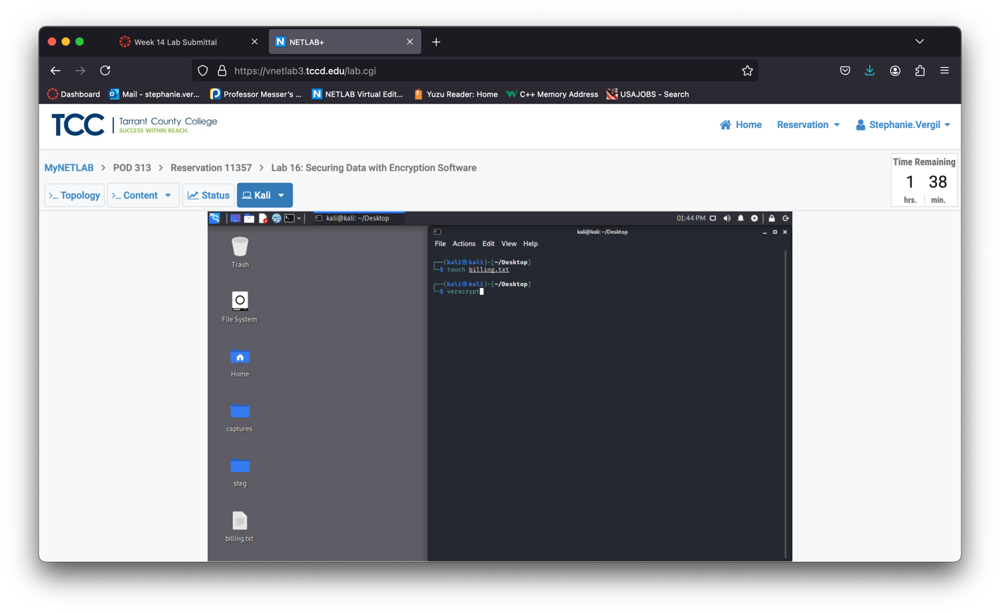 Week 14 Lab Submittal
NETLAB+
https://vnetlab3.tccd.edu/lab.cgi
Dashboard
Mail - stephanie.ver...
Professor Messer's ...
NETLAB Virtual Edit...
Yuzu Reader: Home
C++ Memory Address
USAJOBS - Search
TCC
Tarrant County College
SUCCESS WITHIN REACH.
Home
Reservation
Stephanie.Vergil
MyNETLAB > POD 313 > Reservation 11357 > Lab 16: Securing Data with Encryption Software
Time Remaining
1 38
hrs. min.
>_ Topology
>_ Content
Status
Kali
kali@kali: ~/Desktop
01:44 PM
kali@kali: ~/Desktop
File Actions Edit View Help
┌──(kali㉿kali)-[~/Desktop]
└─$ touch billing.txt
┌──(kali㉿kali)-[~/Desktop]
└─$ veracrypt
Trash
File System
Home
captures
steg
billing.txt